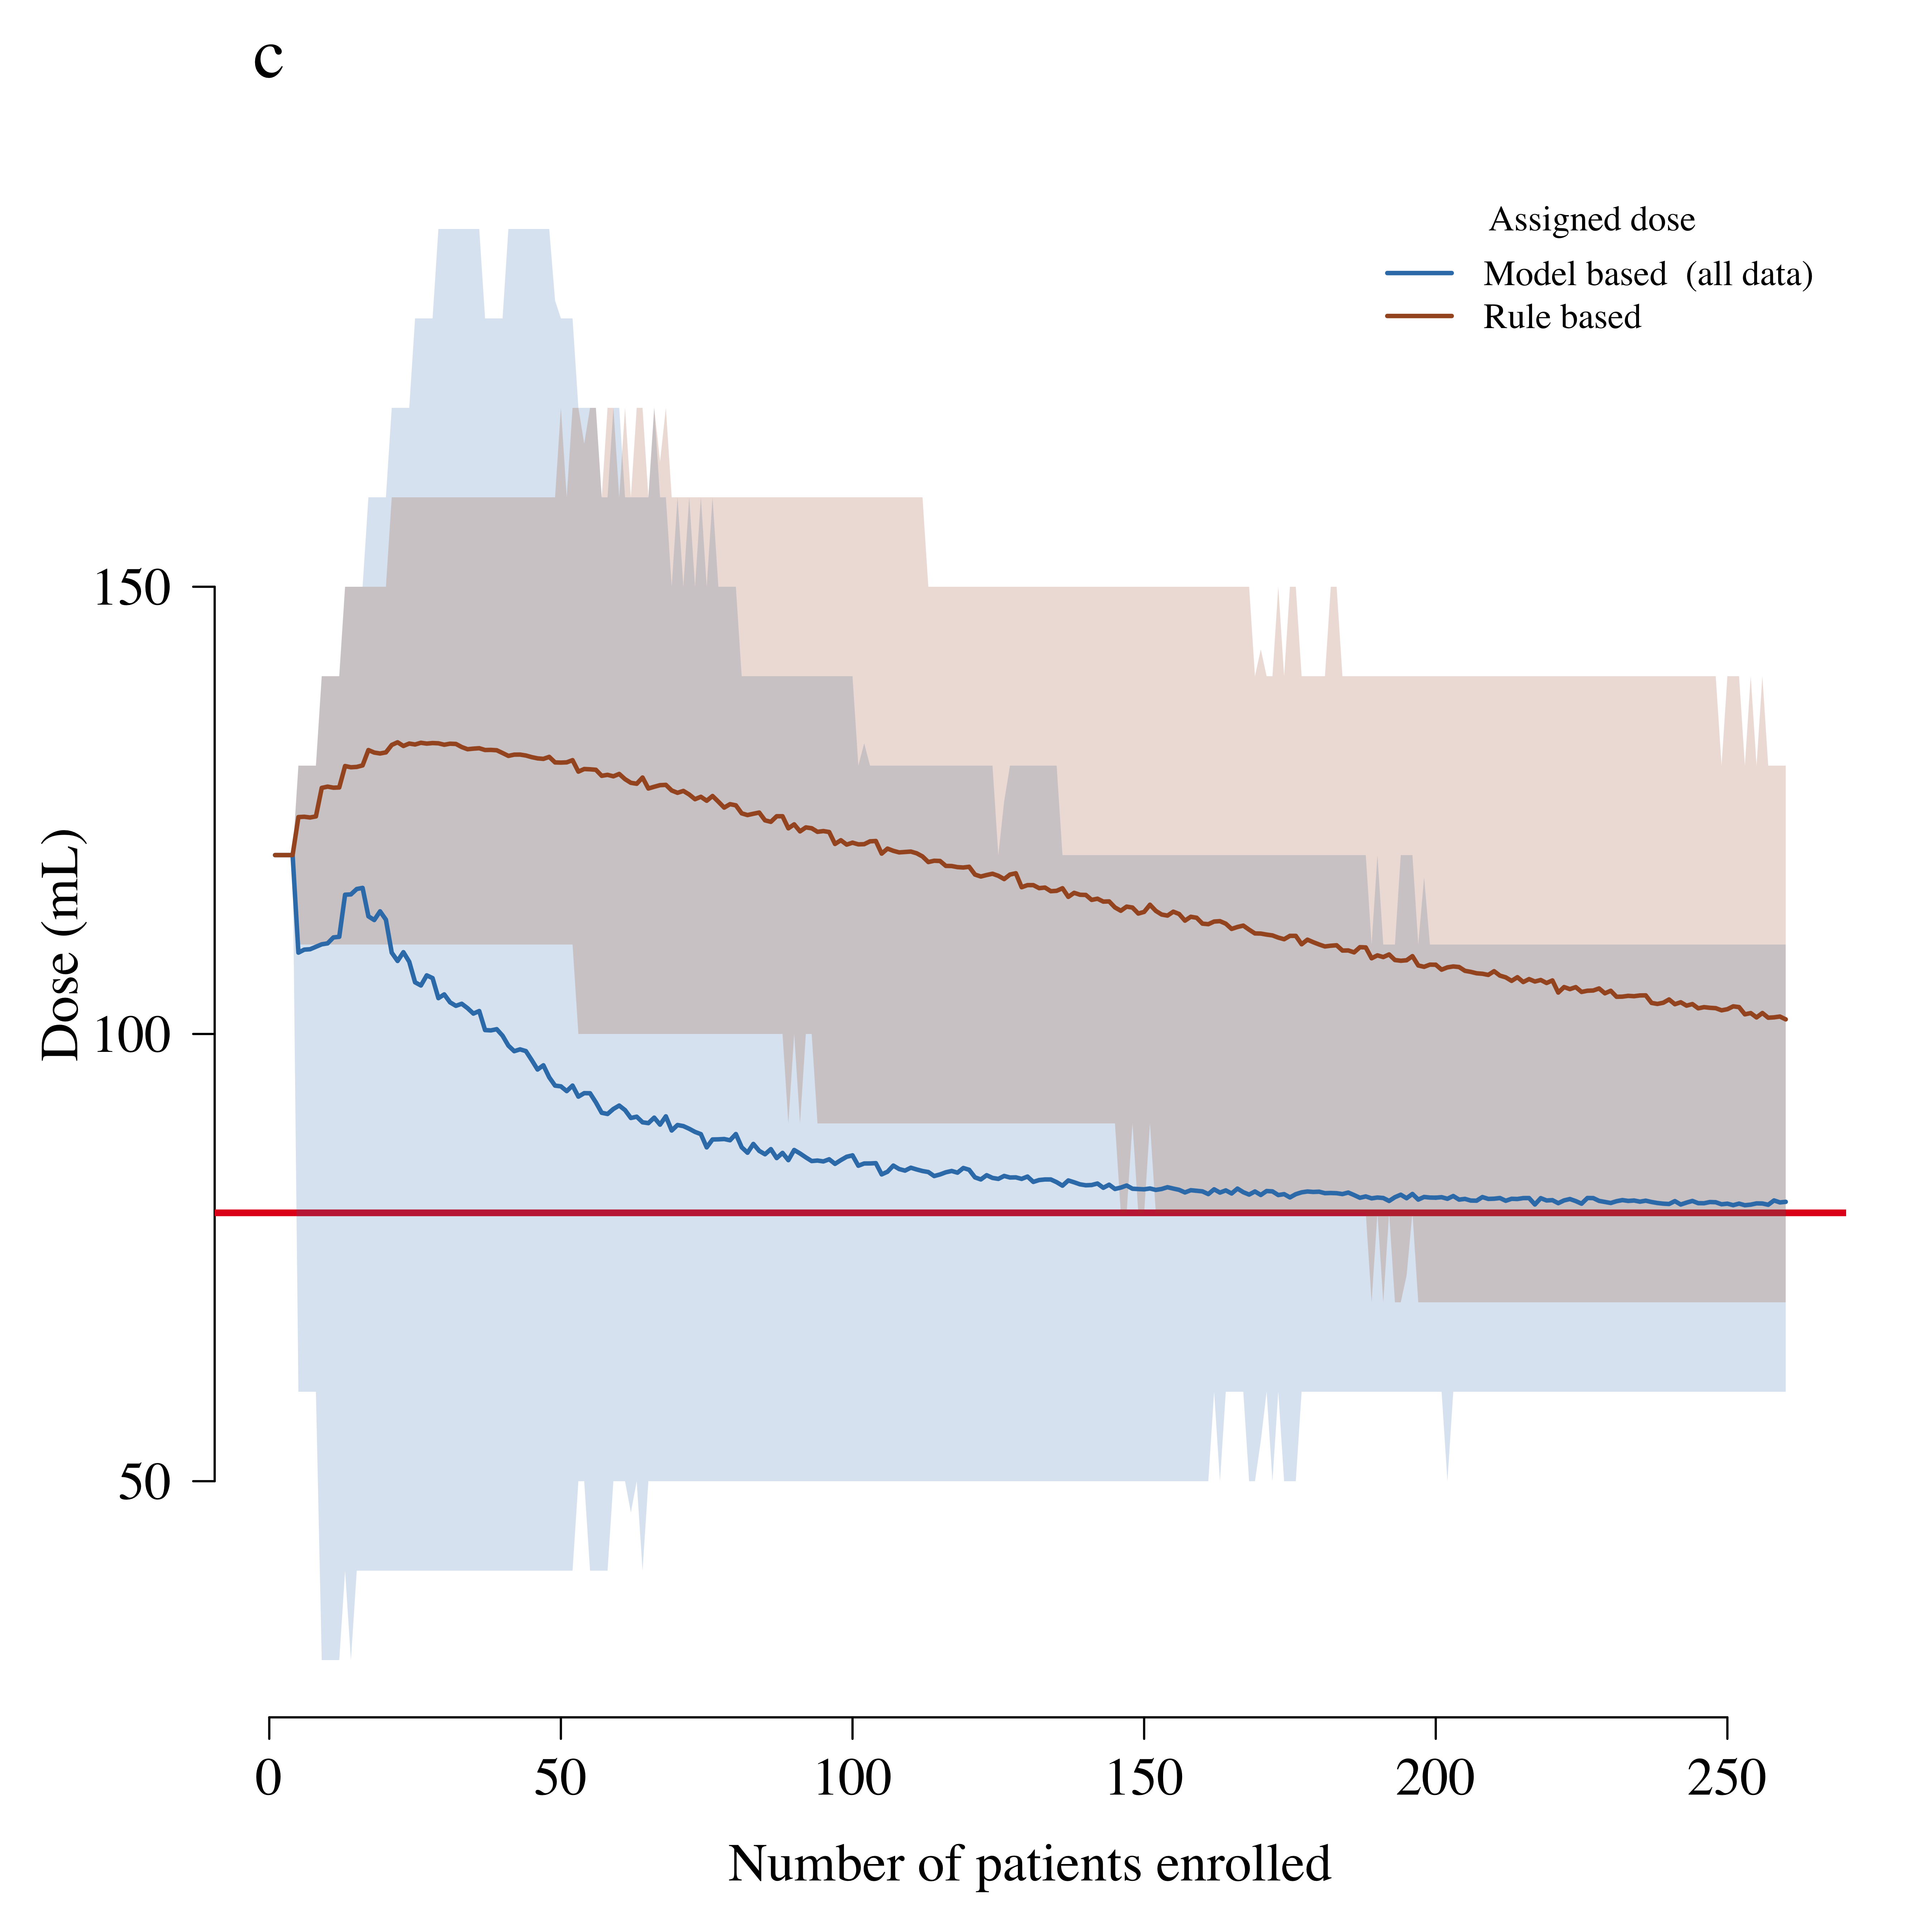 c
Assigned dose
Model based (all data)
Rule based
Dose (mL)
150
100
50
0 50 100 150 200 250
Number of patients enrolled